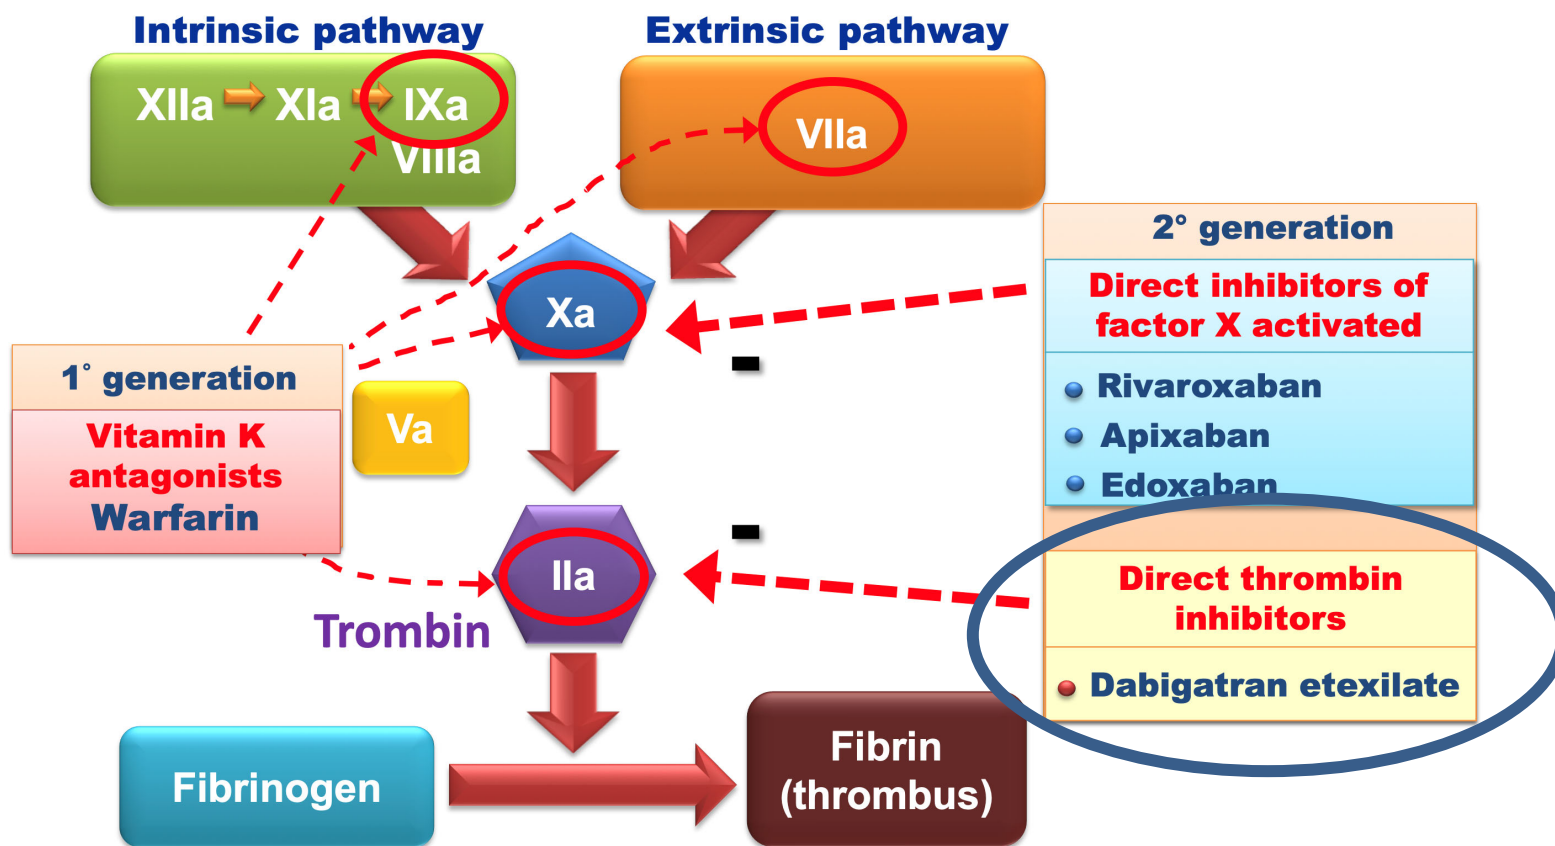 Intrinsic pathway
Extrinsic pathway
XIIa XIa IXa
VIIIa
VIIa
2° generation
Direct inhibitors of
factor X activated
Rivaroxaban
Apixaban
Edoxaban
Xa
1° generation
Vitamin K
antagonists
Warfarin
Va
-
-
IIa
Trombin
Direct thrombin
inhibitors
Dabigatran etexilate
Fibrinogen
Fibrin
(thrombus)